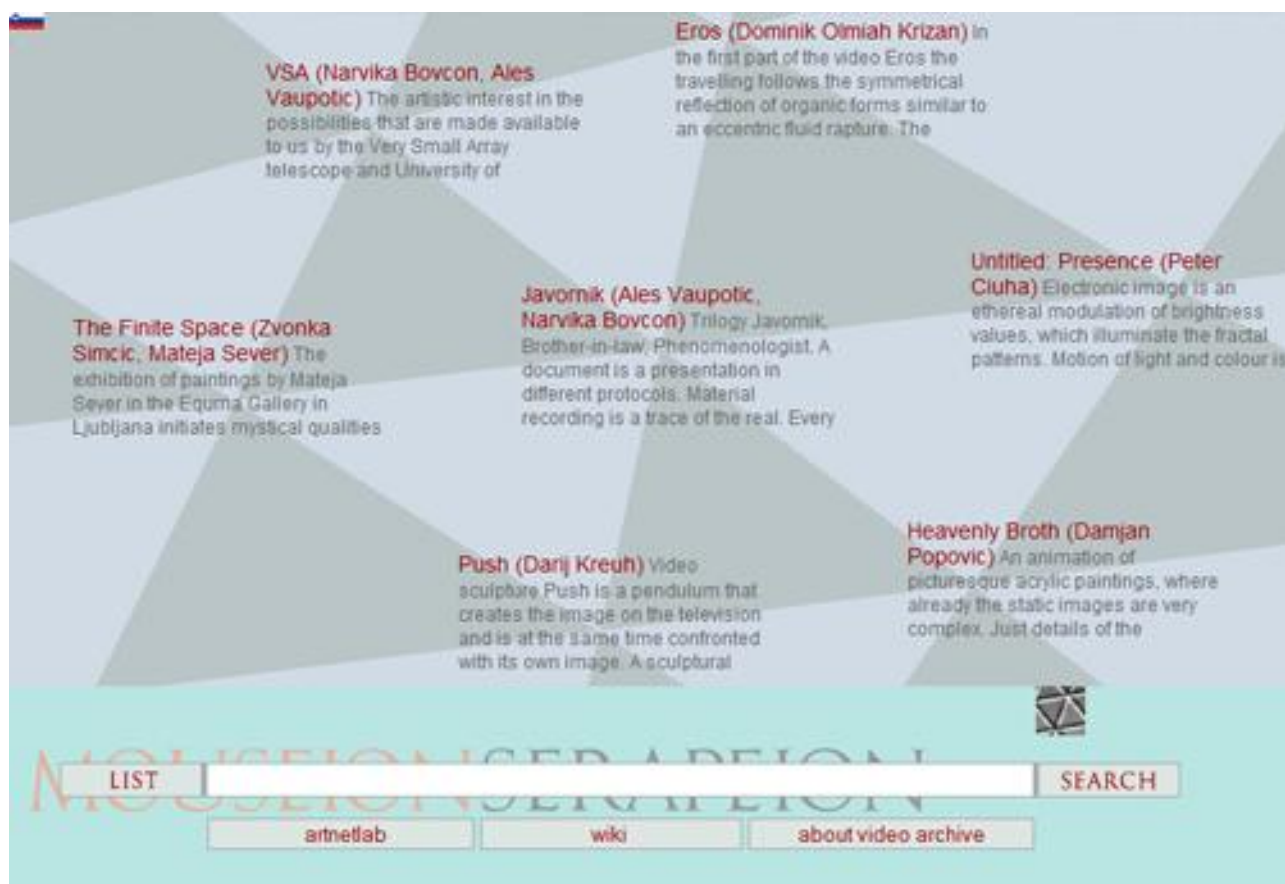 Eros (Dominik Olmiah Krizan) In
the first part of the video Eros the
travelling follows the symmetrical
reflection of organic forms similar to
an eccentric fluid rapture. The
VSA (Narvika Bovcon, Ales
Vaupotic) The artistic interest in the
possibilities that are made available
to us by the Very Small Array
telescope and University of
Untitled: Presence (Peter
Ciuha) Electronic image is an
ethereal modulation of brightness
values, which illuminate the fractal
patterns. Motion of light and colour is
Javornik (Ales Vaupotic,
Narvika Bovcon) Trilogy Javornik,
Brother-in-law, Phenomenologist. A
document is a presentation in
different protocols. Material
recording is a trace of the real. Every
The Finite Space (Zvonka
Simcic, Mateja Sever) The
exhibition of paintings by Mateja
Sever in the Equrna Gallery in
Ljubljana initiates mystical qualities
Heavenly Broth (Damjan
Popovic) An animation of
picturesque acrylic paintings, where
already the static images are very
complex. Just details of the
Push (Darij Kreuh) Video
sculpture Push is a pendulum that
creates the image on the television
and is at the same time confronted
with its own image. A sculptural
MOUSEION SERAPEION
LIST
SEARCH
artnetlab
wiki
about video archive